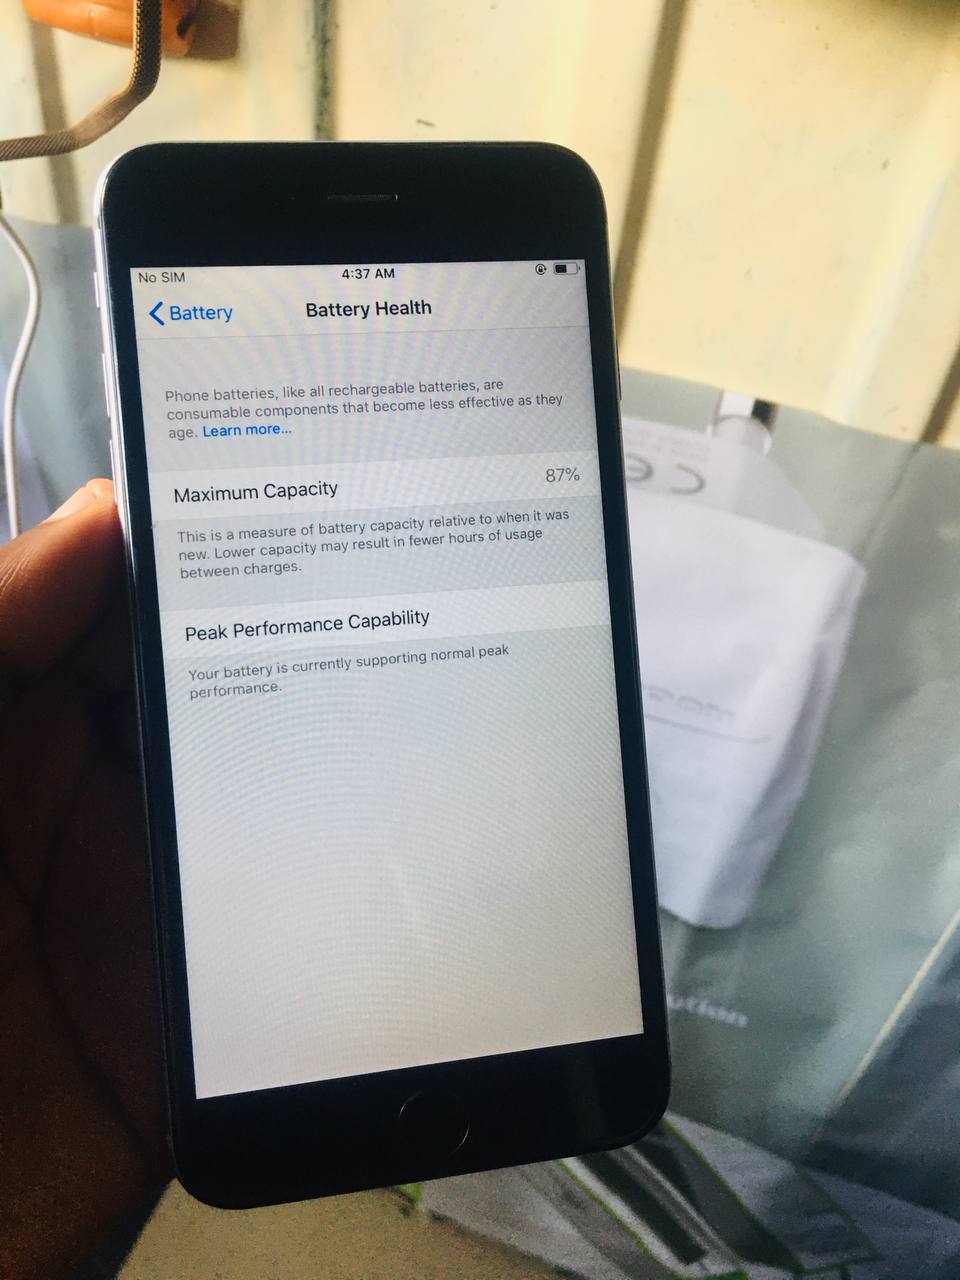 No SIM 4:37 AM
Battery Battery Health
Phone batteries, like all rechargeable batteries, are
consumable components that become less effective as they
age. Learn more...
Maximum Capacity 87%
This is a measure of battery capacity relative to when it was
new. Lower capacity may result in fewer hours of usage
between charges.
Peak Performance Capability
Your battery is currently supporting normal peak
performance.
CE